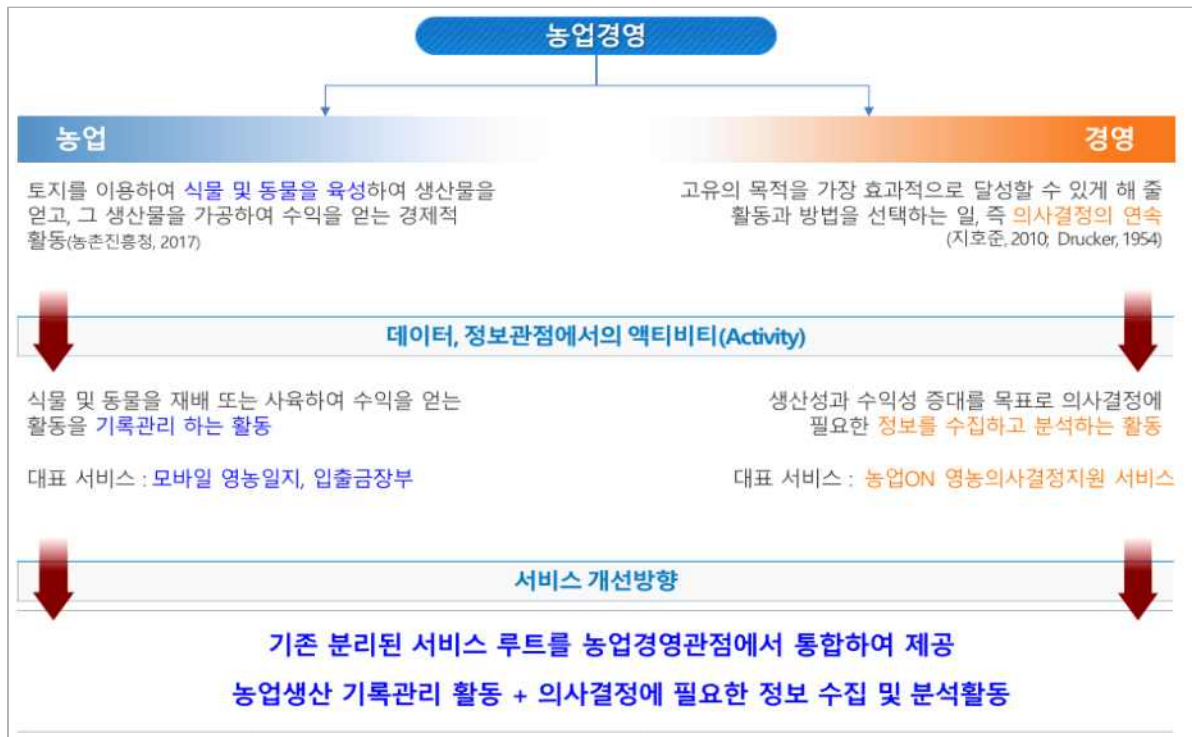 농업경영
농업
토지를 이용하여 식물 및 동물을 육성하여 생산물을
얻고, 그 생산물을 가공하여 수익을 얻는 경제적
활동(농촌진흥청, 2017)
경영
고유의 목적을 가장 효과적으로 달성할 수 있게 해 줄
활동과 방법을 선택하는 일, 즉 의사결정의 연속
(지호준, 2010; Drucker, 1954)
데이터, 정보관점에서의 액티비티(Activity)
식물 및 동물을 재배 또는 사육하여 수익을 얻는
활동을 기록관리 하는 활동
대표 서비스 : 모바일 영농일지, 입출금장부
생산성과 수익성 증대를 목표로 의사결정에
필요한 정보를 수집하고 분석하는 활동
대표 서비스 : 농업ON 영농의사결정지원 서비스
서비스 개선방향
기존 분리된 서비스 루트를 농업경영관점에서 통합하여 제공
농업생산 기록관리 활동 + 의사결정에 필요한 정보 수집 및 분석활동